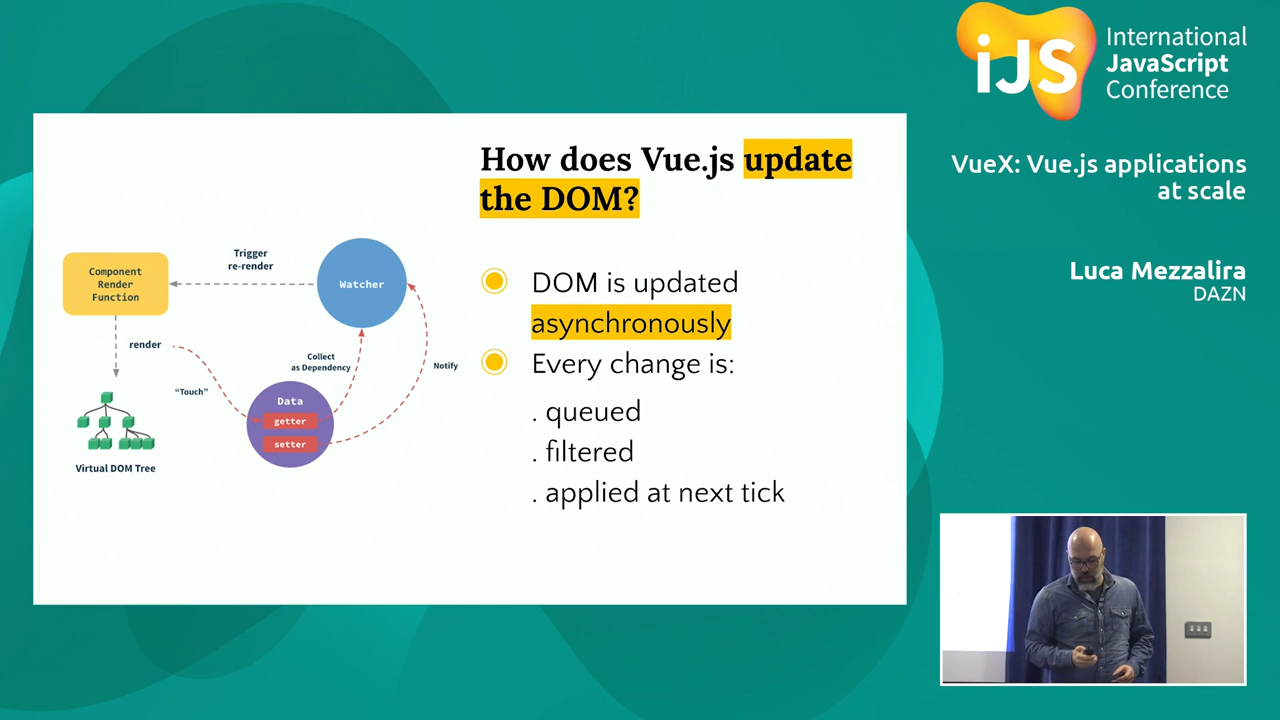 iJS
International
JavaScript
Conference
VueX: Vue.js applications
at scale
Luca Mezzalira
DAZN
How does Vue.js update
the DOM?
DOM is updated
asynchronously
Every change is:
. queued
. filtered
. applied at next tick
Trigger
re-render
Component
Render
Function
Watcher
render
Collect
as Dependency
Notify
“Touch”
Data
getter
setter
Virtual DOM Tree